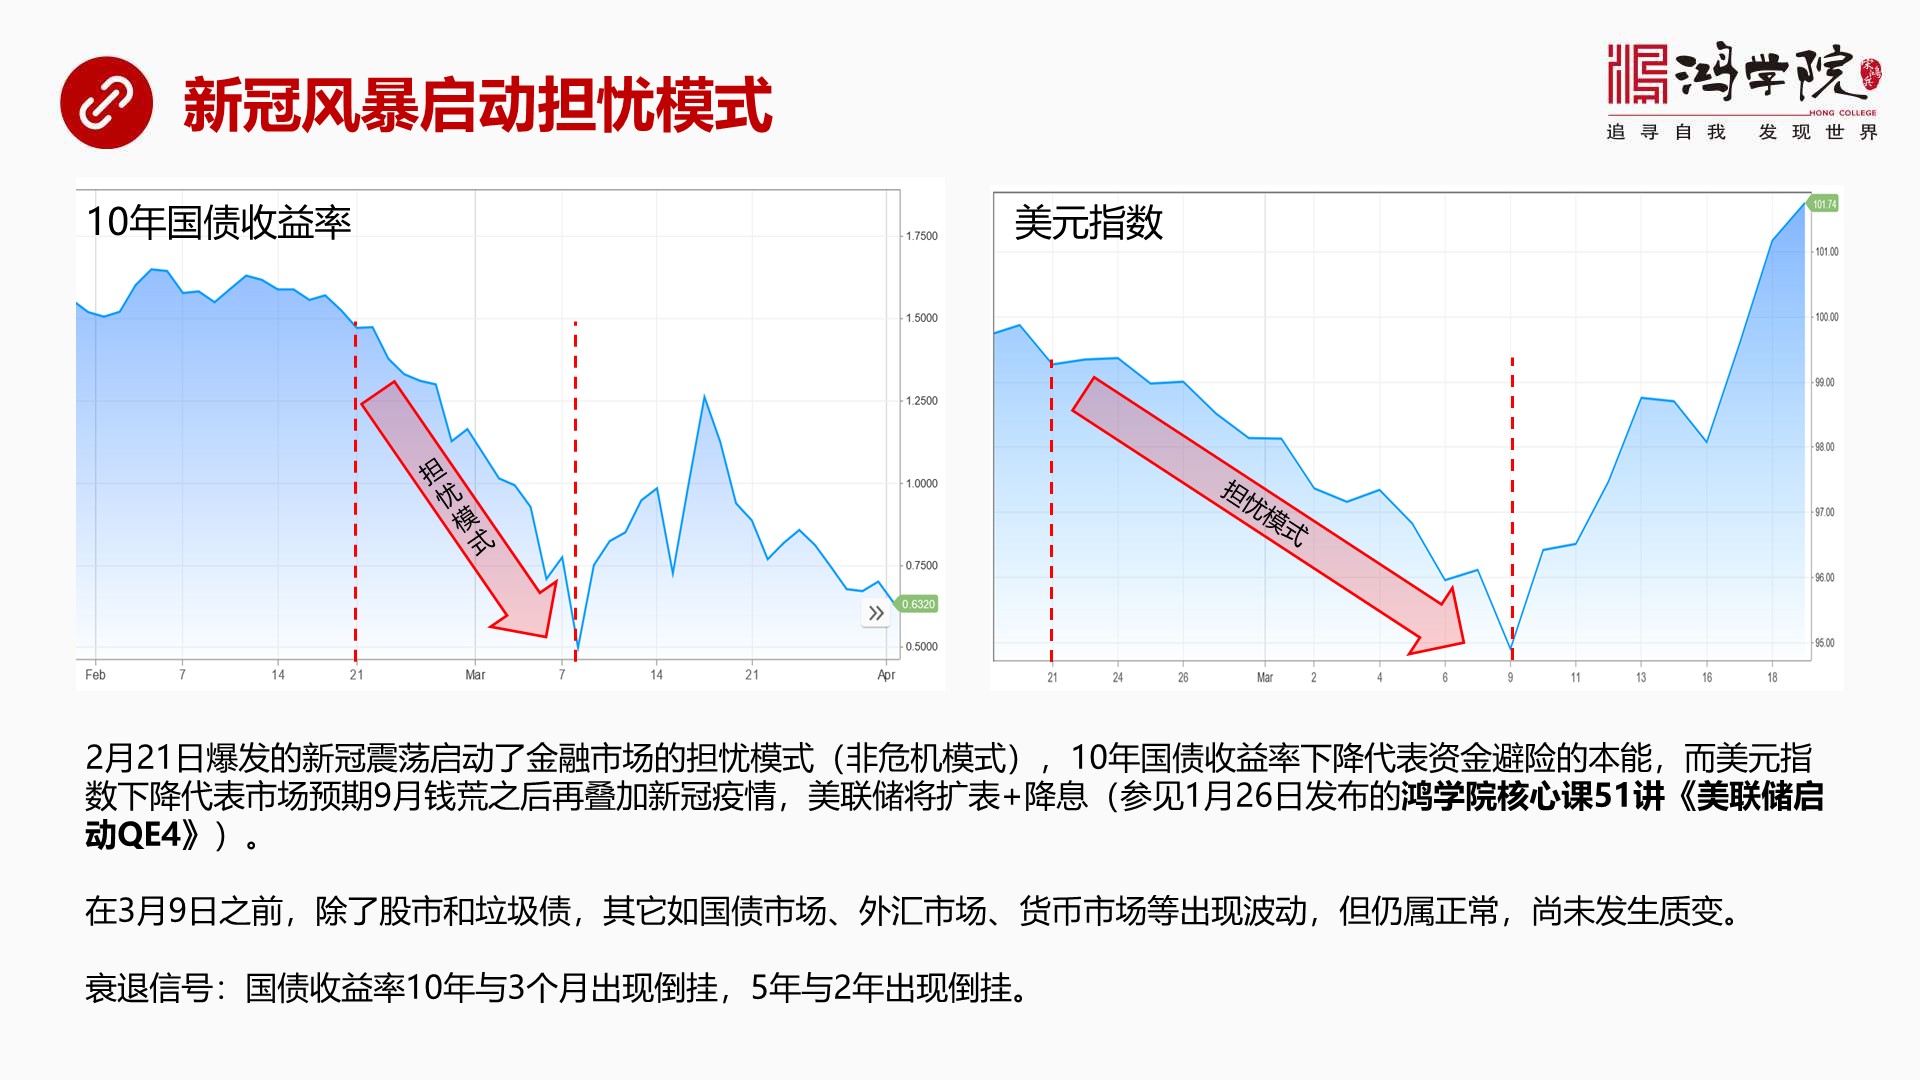 新冠风暴启动担忧模式
鸿学院
HONG COLLEGE
追寻自我 发现世界
10年国债收益率
1.7500
1.5000
1.2500
1.0000
0.7500
0.6320
0.5000
担忧模式
Feb 7 14 21 Mar 7 14 21 Apr
美元指数
101.74
101.00
100.00
99.00
98.00
97.00
96.00
95.00
担忧模式
21 24 26 Mar 2 4 6 9 11 13 16 18
2月21日爆发的新冠震荡启动了金融市场的担忧模式（非危机模式），10年国债收益率下降代表资金避险的本能，而美元指
数下降代表市场预期9月钱荒之后再叠加新冠疫情，美联储将扩表+降息（参见1月26日发布的鸿学院核心课51讲《美联储启
动QE4》）。
在3月9日之前，除了股市和垃圾债，其它如国债市场、外汇市场、货币市场等出现波动，但仍属正常，尚未发生质变。
衰退信号：国债收益率10年与3个月出现倒挂，5年与2年出现倒挂。